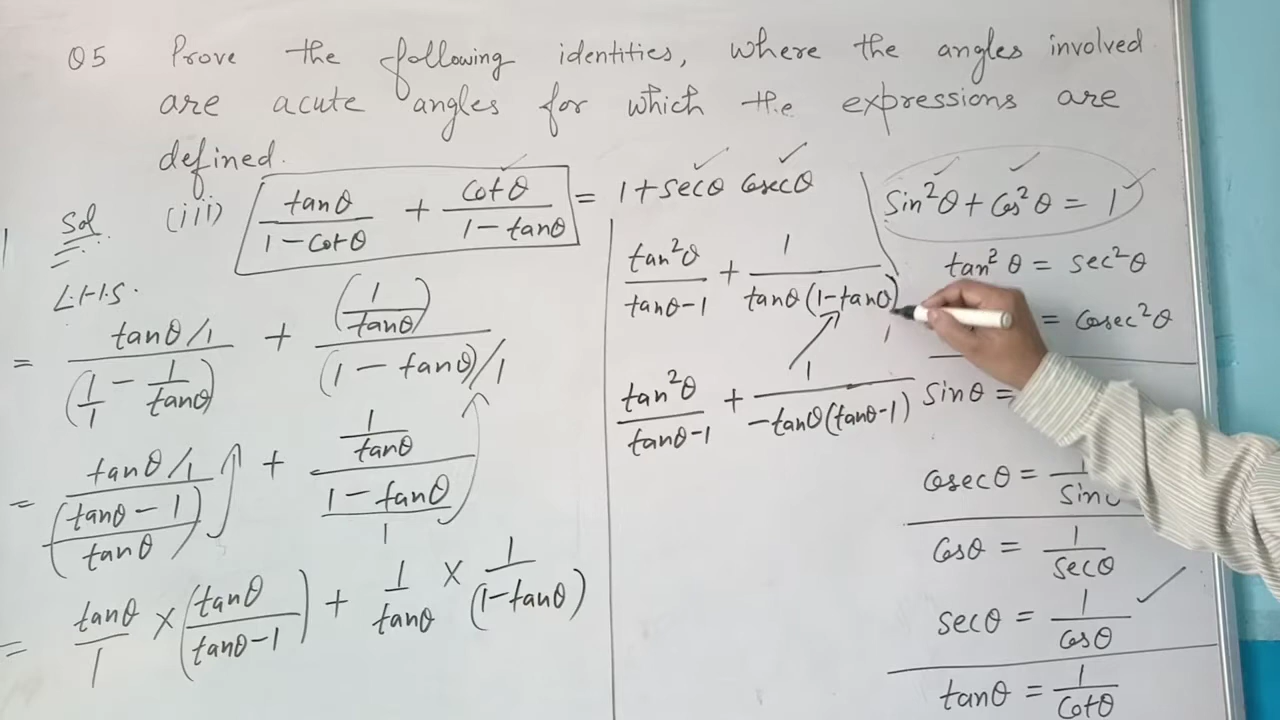 Q5 Prove the following identities, where the angles involved
are acute angles for which the expressions are
defined.
Sol (iii) tanθ/(1-cotθ) + cotθ/(1-tanθ) = 1+secθ cosecθ
L.H.S.
= (tanθ/1)/(1/1 - 1/tanθ) + (1/tanθ)/((1-tanθ)/1)
= (tanθ/1)/((tanθ-1)/tanθ) + (1/tanθ)/((1-tanθ)/1)
= tanθ/1 × (tanθ/(tanθ-1)) + 1/tanθ × 1/(1-tanθ)
tan²θ/(tanθ-1) + 1/(tanθ(1-tanθ))
tan²θ/(tanθ-1) + 1/(-tanθ(tanθ-1))
Sin²θ + Cos²θ = 1
tan²θ = sec²θ
= Cosec²θ
Sinθ =
Cosecθ = 1/Sinθ
Cosθ = 1/secθ
secθ = 1/Cosθ
tanθ = 1/Cotθ